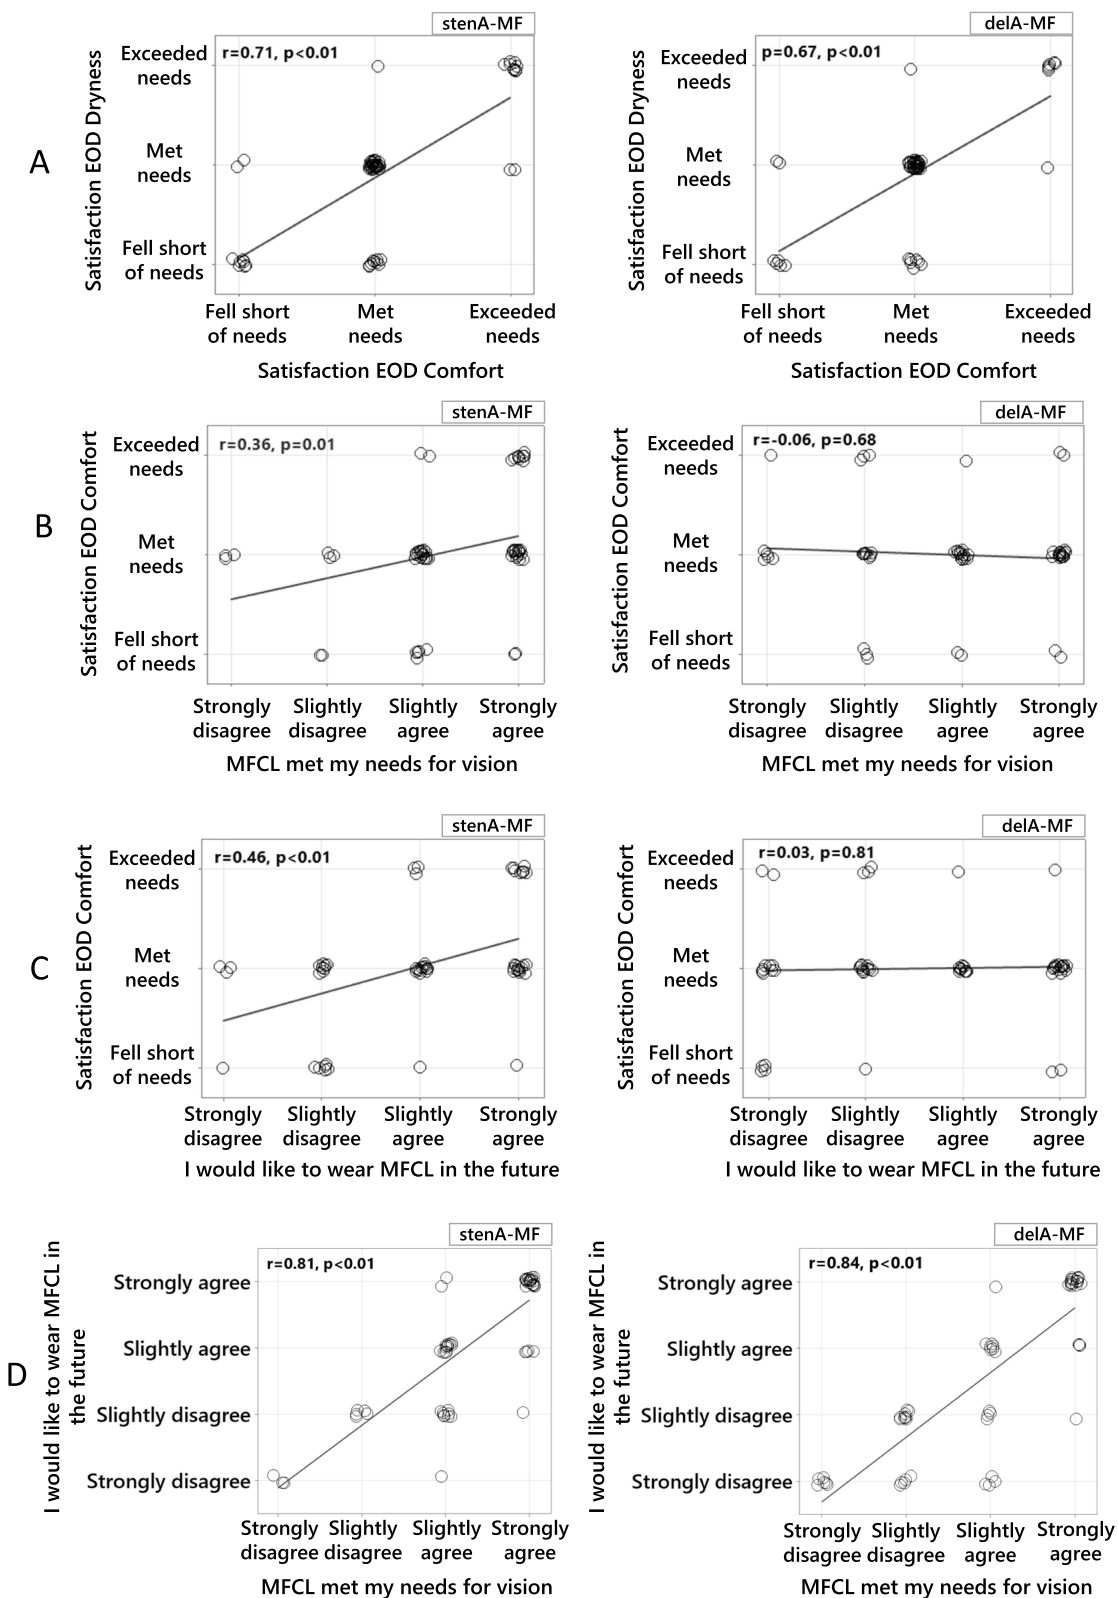 stenA-MF
delA-MF
A
Satisfaction EOD Dryness
Exceeded
needs
Met
needs
Fell short
of needs
r=0.71, p<0.01
Fell short
of needs
Met
needs
Exceeded
needs
Satisfaction EOD Comfort
Satisfaction EOD Dryness
Exceeded
needs
Met
needs
Fell short
of needs
p=0.67, p<0.01
Fell short
of needs
Met
needs
Exceeded
needs
Satisfaction EOD Comfort
stenA-MF
delA-MF
B
Satisfaction EOD Comfort
Exceeded
needs
Met
needs
Fell short
of needs
r=0.36, p=0.01
Strongly
disagree
Slightly
disagree
Slightly
agree
Strongly
agree
MFCL met my needs for vision
Satisfaction EOD Comfort
Exceeded
needs
Met
needs
Fell short
of needs
r=-0.06, p=0.68
Strongly
disagree
Slightly
disagree
Slightly
agree
Strongly
agree
MFCL met my needs for vision
stenA-MF
delA-MF
C
Satisfaction EOD Comfort
Exceeded
needs
Met
needs
Fell short
of needs
r=0.46, p<0.01
Strongly
disagree
Slightly
disagree
Slightly
agree
Strongly
agree
I would like to wear MFCL in the future
Satisfaction EOD Comfort
Exceeded
needs
Met
needs
Fell short
of needs
r=0.03, p=0.81
Strongly
disagree
Slightly
disagree
Slightly
agree
Strongly
agree
I would like to wear MFCL in the future
stenA-MF
delA-MF
D
I would like to wear MFCL in
the future
Strongly agree
Slightly agree
Slightly disagree
Strongly disagree
r=0.81, p<0.01
Strongly
disagree
Slightly
disagree
Slightly
agree
Strongly
agree
MFCL met my needs for vision
I would like to wear MFCL in
the future
Strongly agree
Slightly agree
Slightly disagree
Strongly disagree
r=0.84, p<0.01
Strongly
disagree
Slightly
disagree
Slightly
agree
Strongly
agree
MFCL met my needs for vision